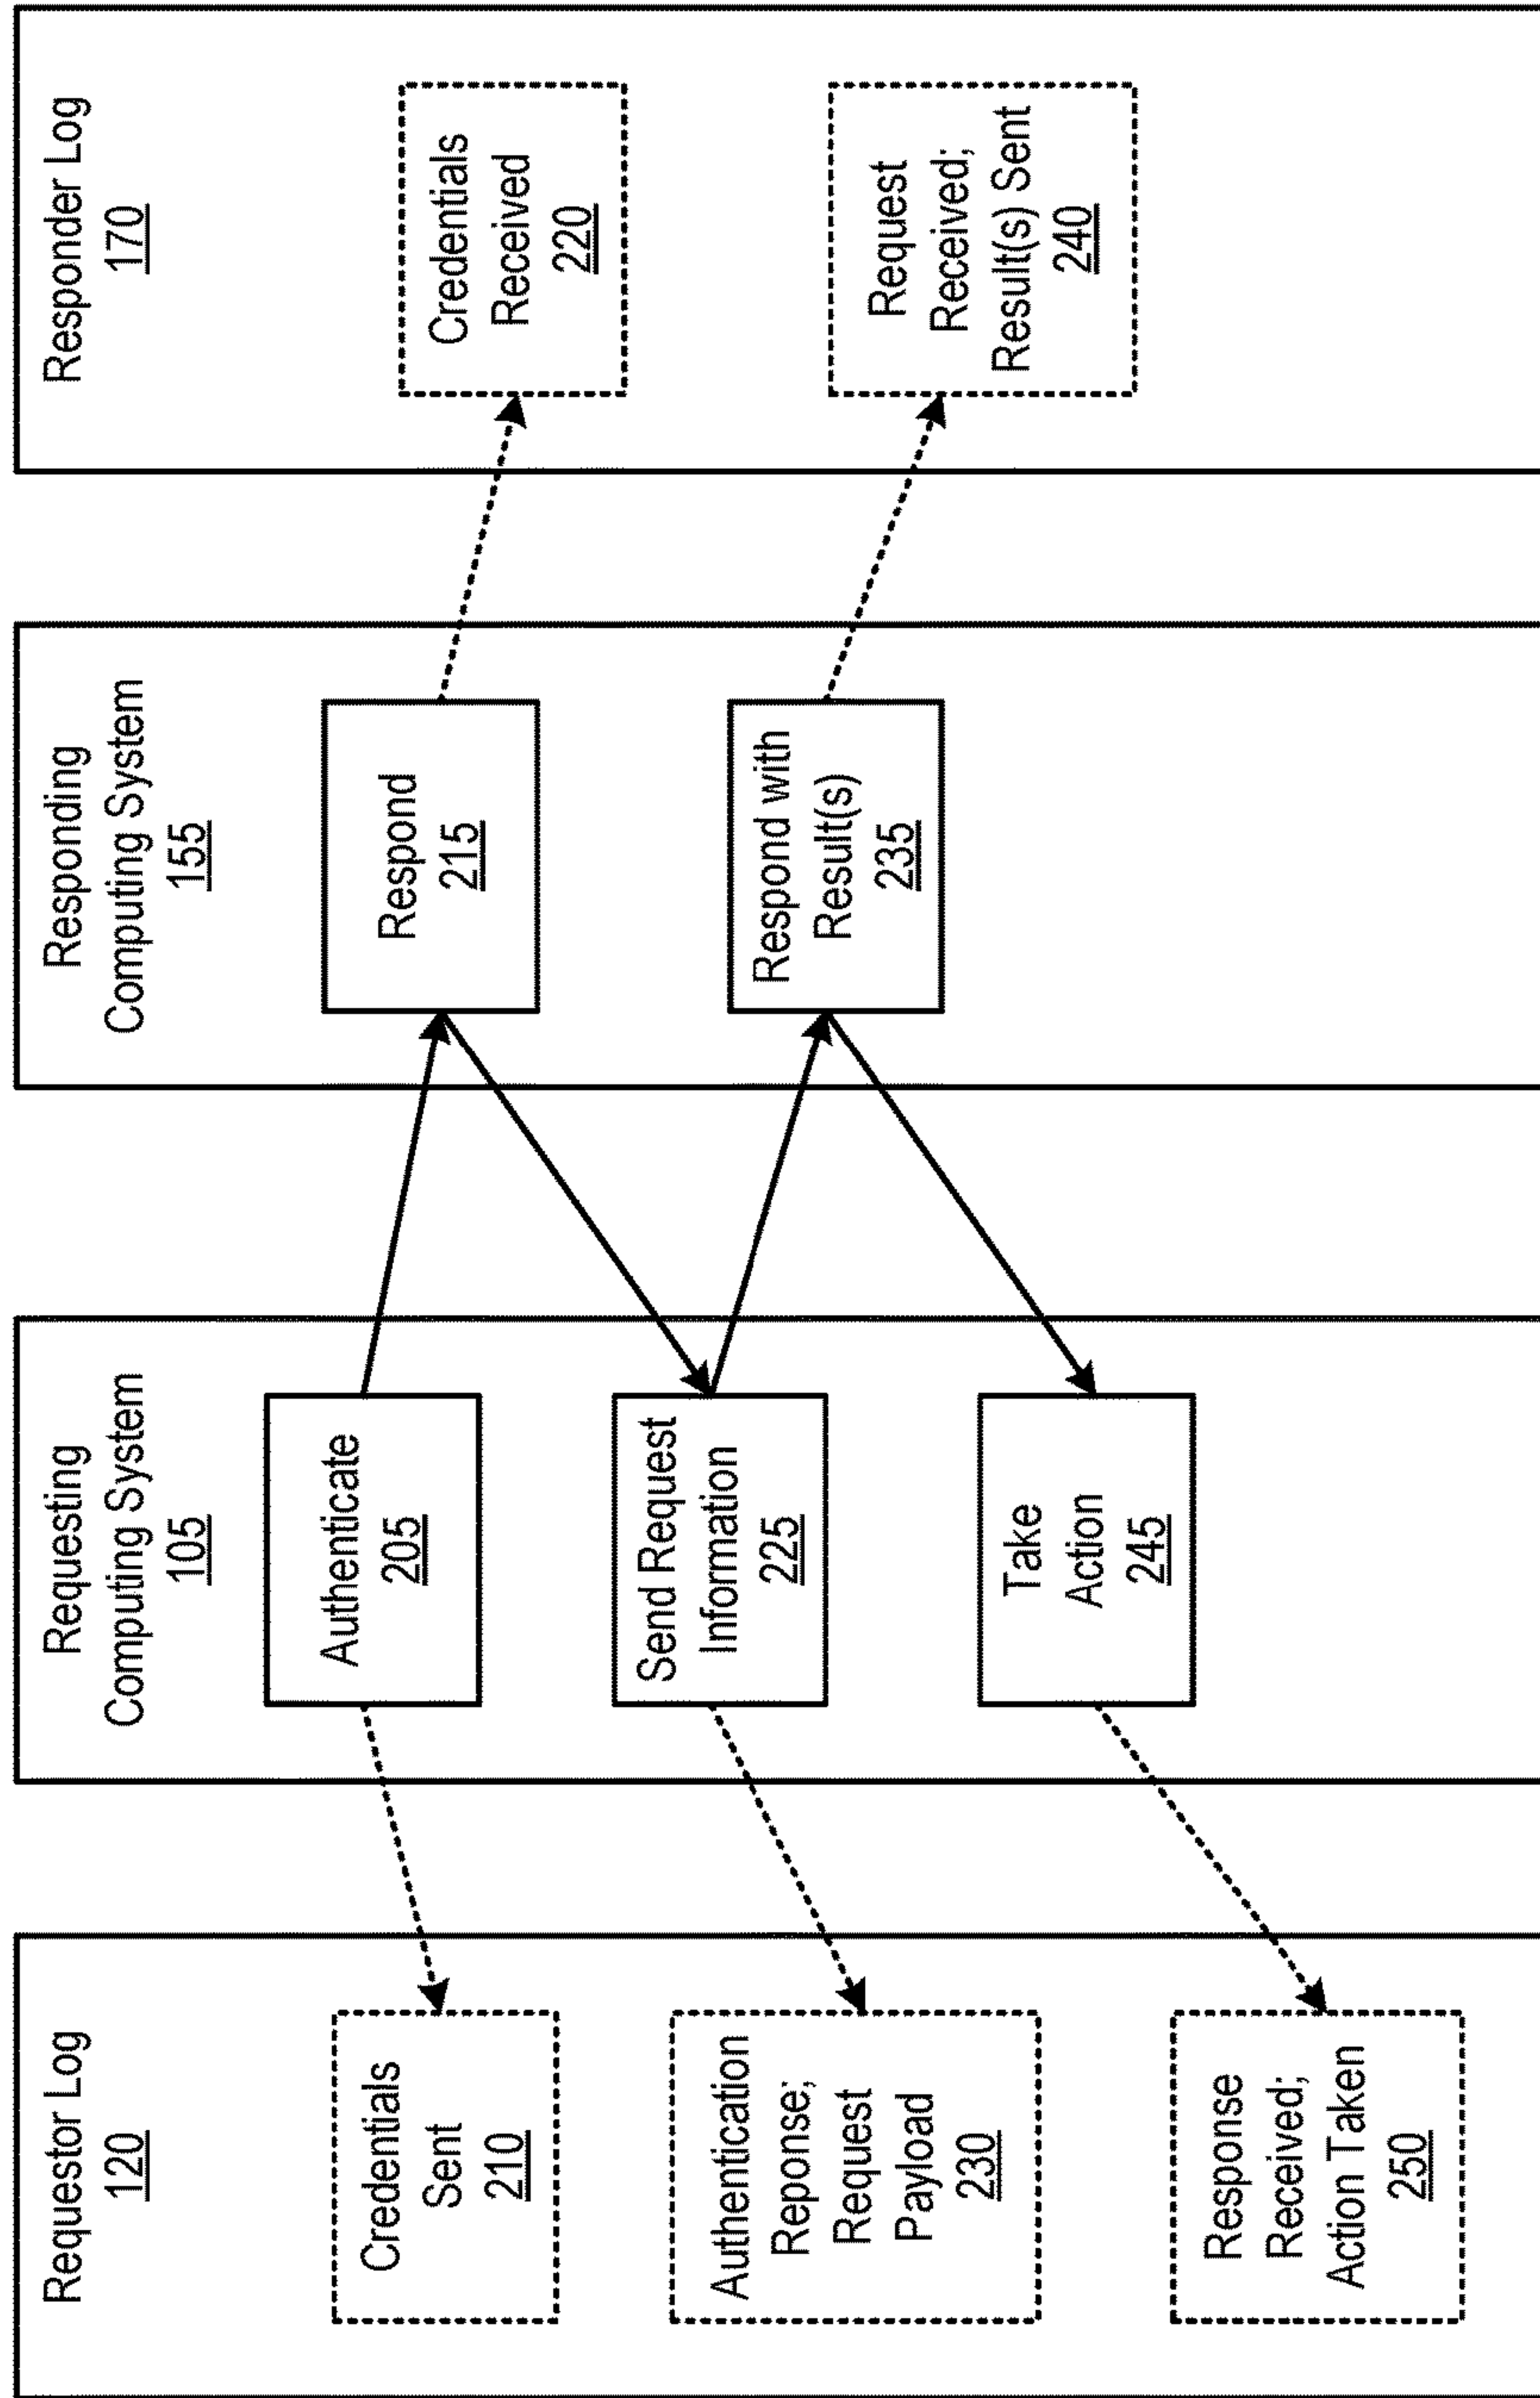 Requestor Log
120
Credentials
Sent
210
Authentication
Reponse;
Request
Payload
230
Response
Received;
Action Taken
250
Requesting
Computing System
105
Authenticate
205
Send Request
Information
225
Take
Action
245
Responding
Computing System
155
Respond
215
Respond with
Result(s)
235
Responder Log
170
Credentials
Received
220
Request
Received;
Result(s) Sent
240